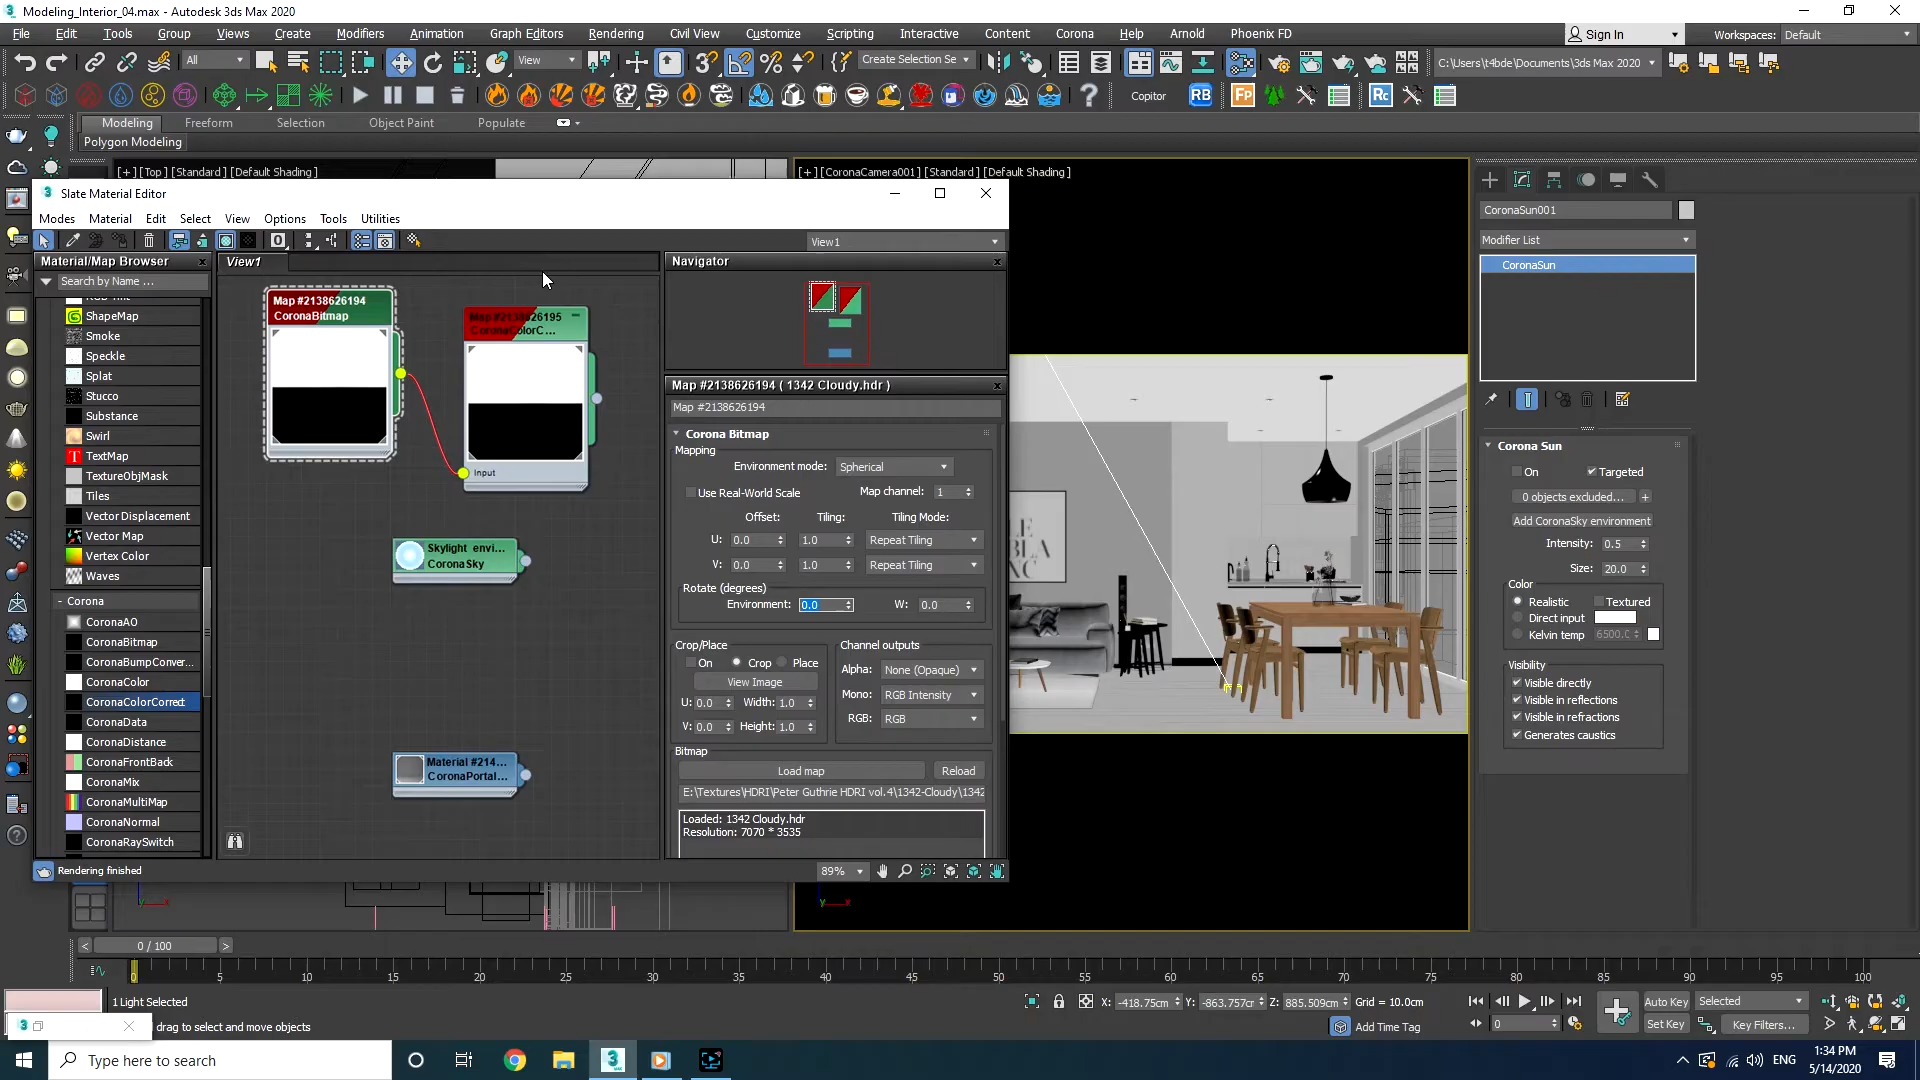 Modeling_Interior_04.max - Autodesk 3ds Max 2020
File Edit Tools Group Views Create Modifiers Animation Graph Editors Rendering Civil View Customize Scripting Interactive Content Corona Help Arnold Phoenix FD
Sign In
Workspaces: Default
All
View
Create Selection Se
C:\Users\t4bde\Documents\3ds Max 2020
Copitor
RB
Fp
Rc
Modeling Freeform Selection Object Paint Populate
Polygon Modeling
[+] [Top] [Standard] [Default Shading]
[+] [CoronaCamera001] [Standard] [Default Shading]
Slate Material Editor
Modes Material Edit Select View Options Tools Utilities
View1
Material/Map Browser
Search by Name ...
ShapeMap
Smoke
Speckle
Splat
Stucco
Substance
Swirl
TextMap
TextureObjMask
Tiles
Vector Displacement
Vector Map
Vertex Color
Waves
- Corona
CoronaAO
CoronaBitmap
CoronaBumpConver...
CoronaColor
CoronaColorCorrect
CoronaData
CoronaDistance
CoronaFrontBack
CoronaMix
CoronaMultiMap
CoronaNormal
CoronaRaySwitch
Rendering finished
View1
Map #2138626194
CoronaBitmap
Map #2138626195
CoronaColorC...
Input
Skylight envi...
CoronaSky
Material #214...
CoronaPortal...
Navigator
Map #2138626194 ( 1342 Cloudy.hdr )
Map #2138626194
Corona Bitmap
Mapping
Environment mode: Spherical
Use Real-World Scale Map channel: 1
Offset: Tiling: Tiling Mode:
U: 0.0 1.0 Repeat Tiling
V: 0.0 1.0 Repeat Tiling
Rotate (degrees)
Environment: 0.0 W: 0.0
Crop/Place
On Crop Place
View Image
U: 0.0 Width: 1.0
V: 0.0 Height: 1.0
Channel outputs
Alpha: None (Opaque)
Mono: RGB Intensity
RGB: RGB
Bitmap
Load map Reload
E:\Textures\HDRI\Peter Guthrie HDRI vol.4\1342-Cloudy\1342
Loaded: 1342 Cloudy.hdr
Resolution: 7070 * 3535
89%
CoronaSun001
Modifier List
CoronaSun
Corona Sun
On Targeted
0 objects excluded... +
Add CoronaSky environment
Intensity: 0.5
Size: 20.0
Color
Realistic Textured
Direct input
Kelvin temp
Visibility
Visible directly
Visible in reflections
Visible in refractions
Generates caustics
< 0 / 100 >
0 5 10 15 20 25 30 35 40 45 50 55 60 65 70 75 80 85 90 95 100
1 Light Selected
drag to select and move objects
X: -418.75cm Y: -863.757cm Z: 885.509cm Grid = 10.0cm
Add Time Tag
0
Auto Key Selected
Set Key Key Filters...
Type here to search
ENG
1:34 PM
5/14/2020